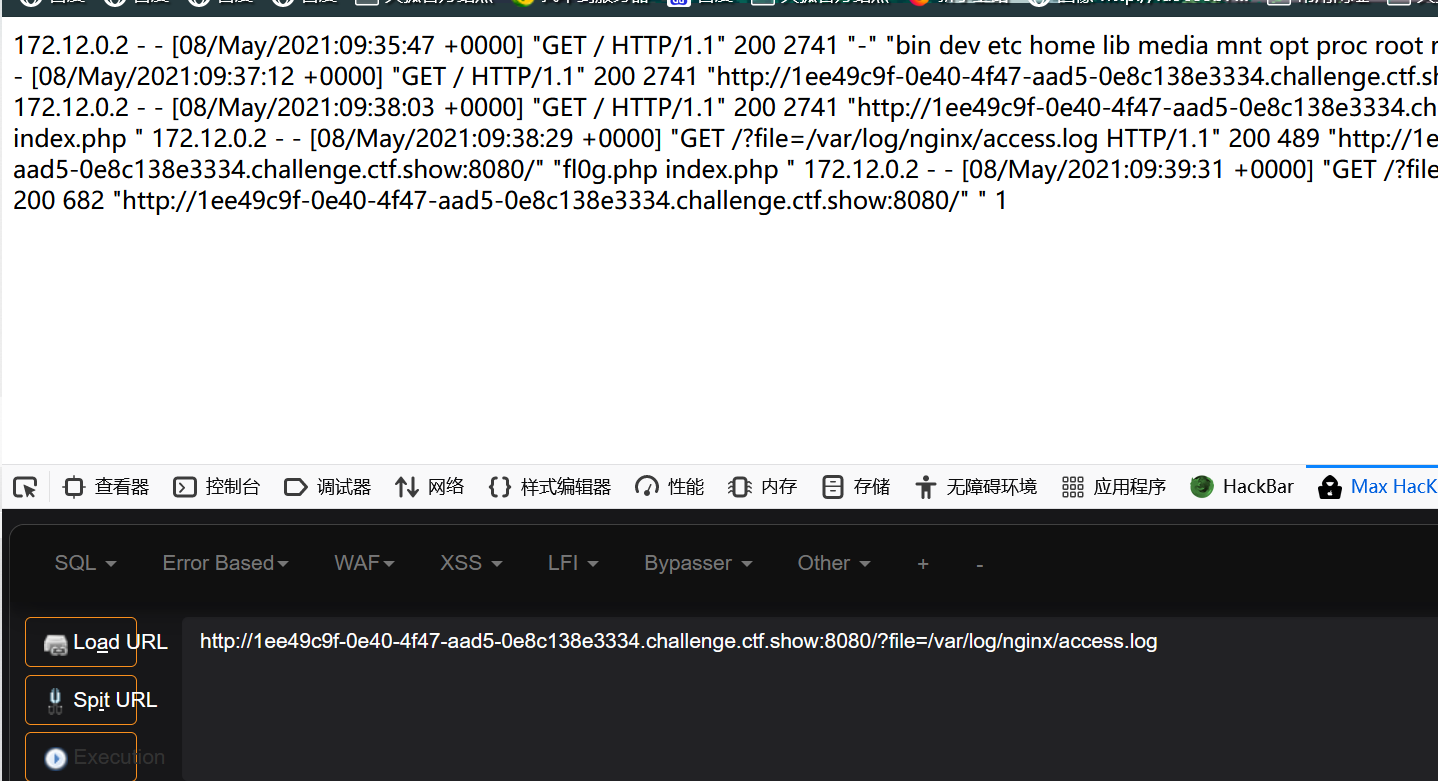 172.12.0.2 - - [08/May/2021:09:35:47 +0000] "GET / HTTP/1.1" 200 2741 "-" "bin dev etc home lib media mnt opt proc root
- [08/May/2021:09:37:12 +0000] "GET / HTTP/1.1" 200 2741 "http://1ee49c9f-0e40-4f47-aad5-0e8c138e3334.challenge.ctf.sh
172.12.0.2 - - [08/May/2021:09:38:03 +0000] "GET / HTTP/1.1" 200 2741 "http://1ee49c9f-0e40-4f47-aad5-0e8c138e3334.ch
index.php " 172.12.0.2 - - [08/May/2021:09:38:29 +0000] "GET /?file=/var/log/nginx/access.log HTTP/1.1" 200 489 "http://1e
aad5-0e8c138e3334.challenge.ctf.show:8080/" "fl0g.php index.php " 172.12.0.2 - - [08/May/2021:09:39:31 +0000] "GET /?file
200 682 "http://1ee49c9f-0e40-4f47-aad5-0e8c138e3334.challenge.ctf.show:8080/" " 1
查看器 控制台 调试器 网络 {} 样式编辑器 性能 内存 存储 无障碍环境 应用程序 HackBar Max HacK
SQL Error Based WAF XSS LFI Bypasser Other + -
Load URL http://1ee49c9f-0e40-4f47-aad5-0e8c138e3334.challenge.ctf.show:8080/?file=/var/log/nginx/access.log
Spit URL
Execution